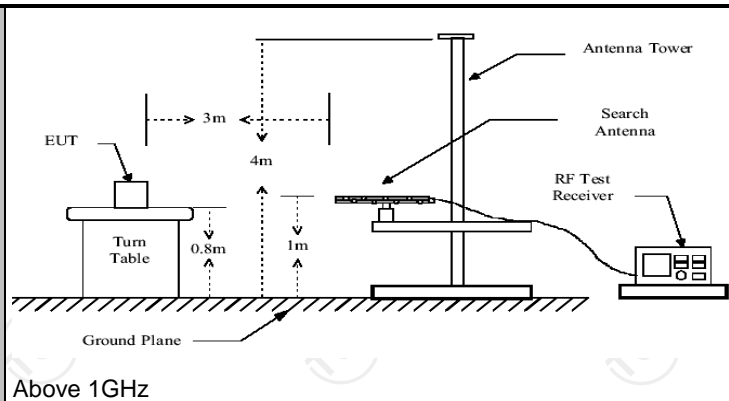 Antenna Tower
3m
Search
Antenna
EUT
4m
RF Test
Receiver
Turn
Table
0.8m
1m
Ground Plane
Above 1GHz